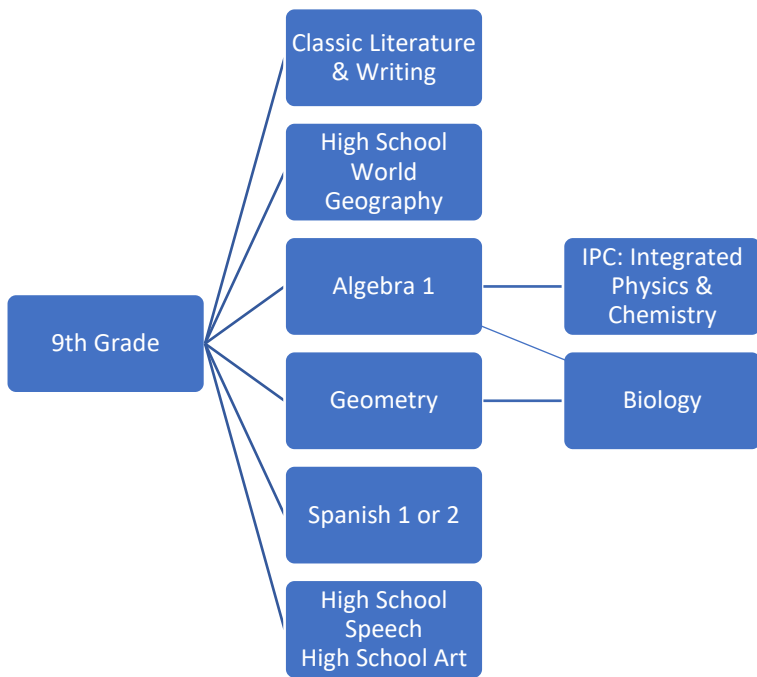 9th Grade
Classic Literature
& Writing
High School
World
Geography
Algebra 1
IPC: Integrated
Physics &
Chemistry
Geometry
Biology
Spanish 1 or 2
High School
Speech
High School Art